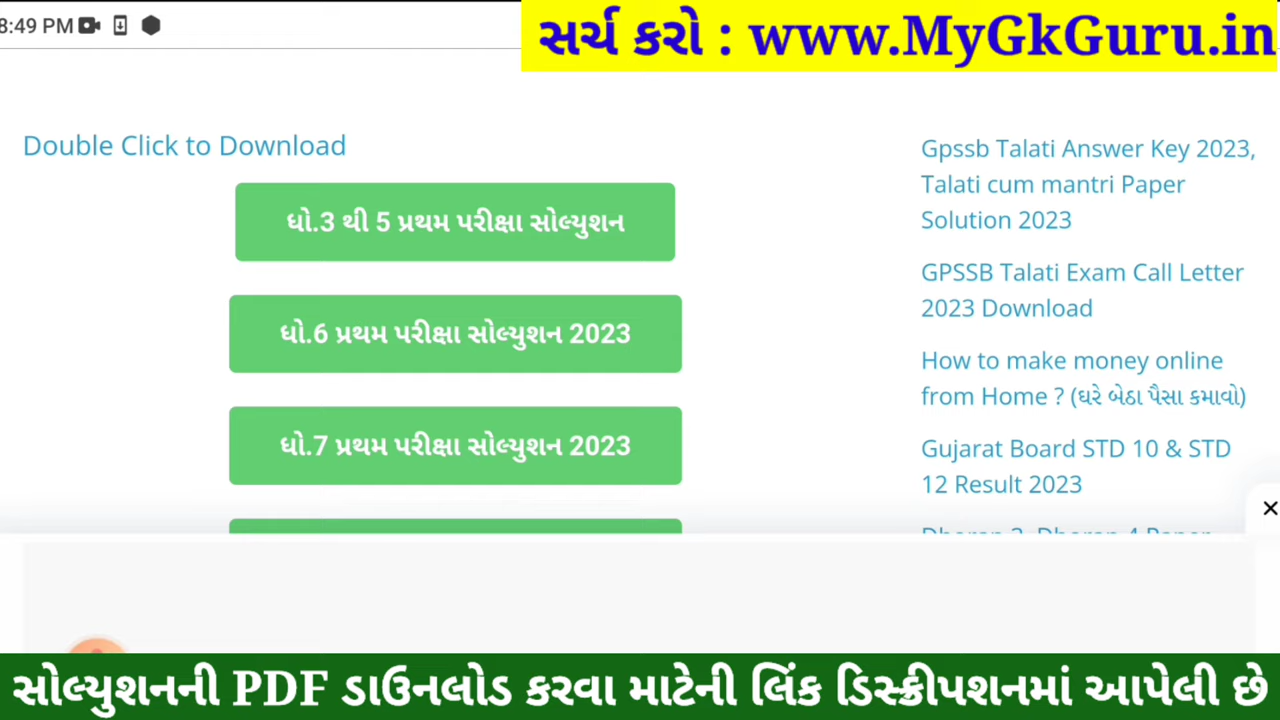 8:49 PM
સર્ચ કરો : www.MyGkGuru.in
Double Click to Download
ધો.3 થી 5 પ્રથમ પરીક્ષા સોલ્યુશન
ધો.6 પ્રથમ પરીક્ષા સોલ્યુશન 2023
ધો.7 પ્રથમ પરીક્ષા સોલ્યુશન 2023
Gpssb Talati Answer Key 2023,
Talati cum mantri Paper
Solution 2023
GPSSB Talati Exam Call Letter
2023 Download
How to make money online
from Home ? (ઘરે બેઠા પૈસા કમાવો)
Gujarat Board STD 10 & STD
12 Result 2023
સોલ્યુશનની PDF ડાઉનલોડ કરવા માટેની લિંક ડિસ્ક્રીપશનમાં આપેલી છે